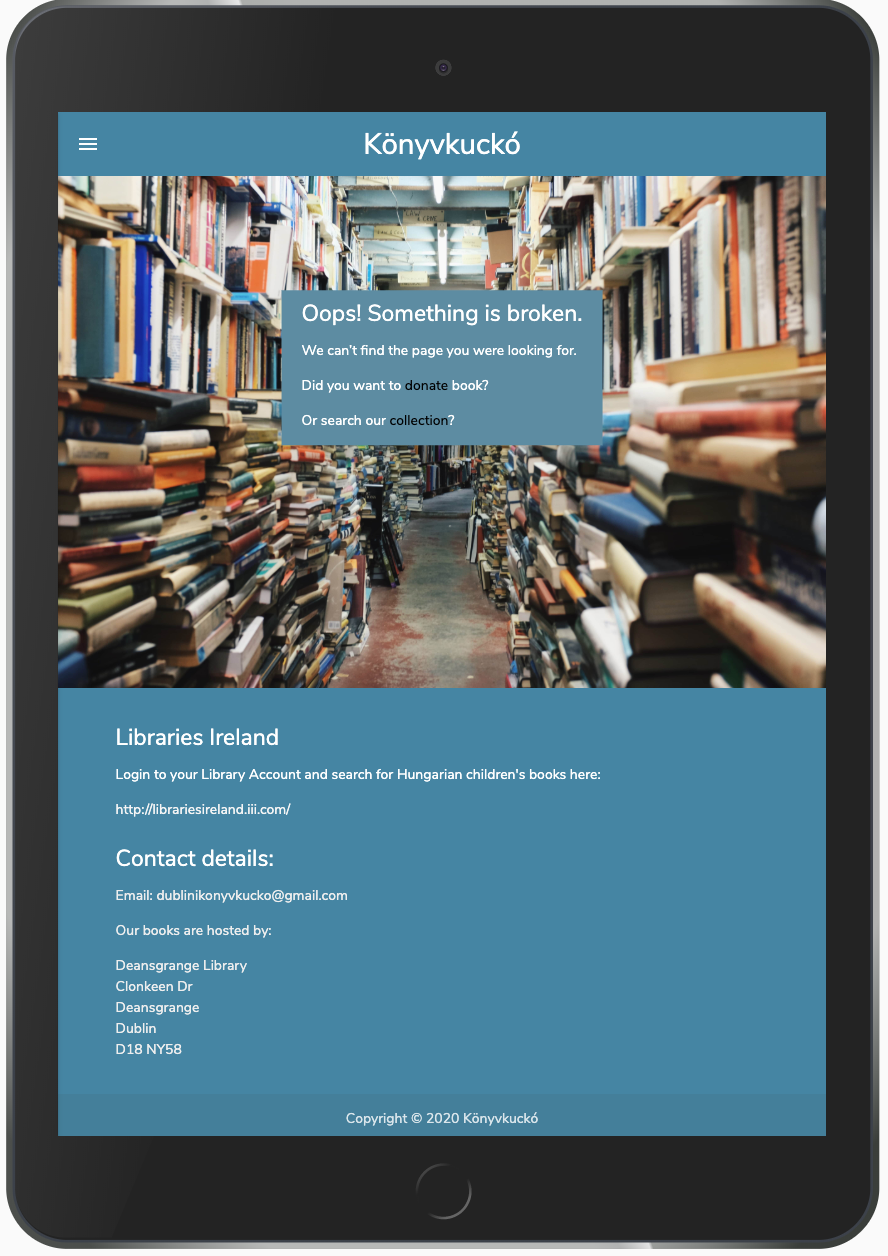 Könyvkuckó
Oops! Something is broken.
We can't find the page you were looking for.
Did you want to donate book?
Or search our collection?
Libraries Ireland
Login to your Library Account and search for Hungarian children's books here:
http://librariesireland.iii.com/
Contact details:
Email: dublinikonyvkucko@gmail.com
Our books are hosted by:
Deansgrange Library
Clonkeen Dr
Deansgrange
Dublin
D18 NY58
Copyright © 2020 Könyvkuckó